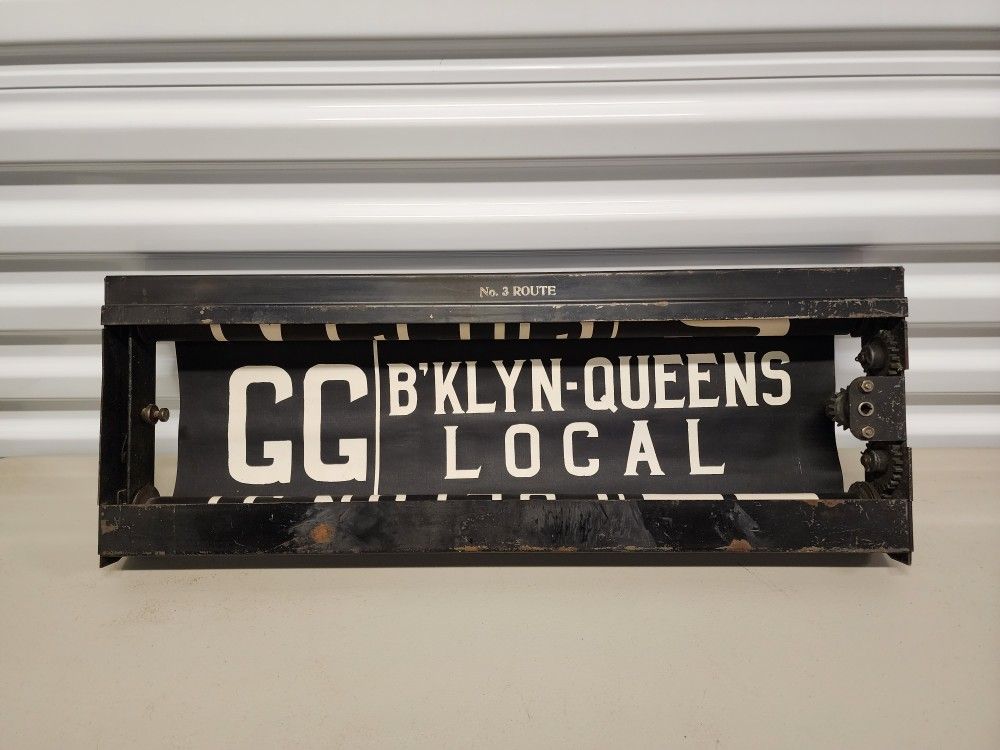 No. 3 ROUTE
GG
B'KLYN-QUEENS
LOCAL